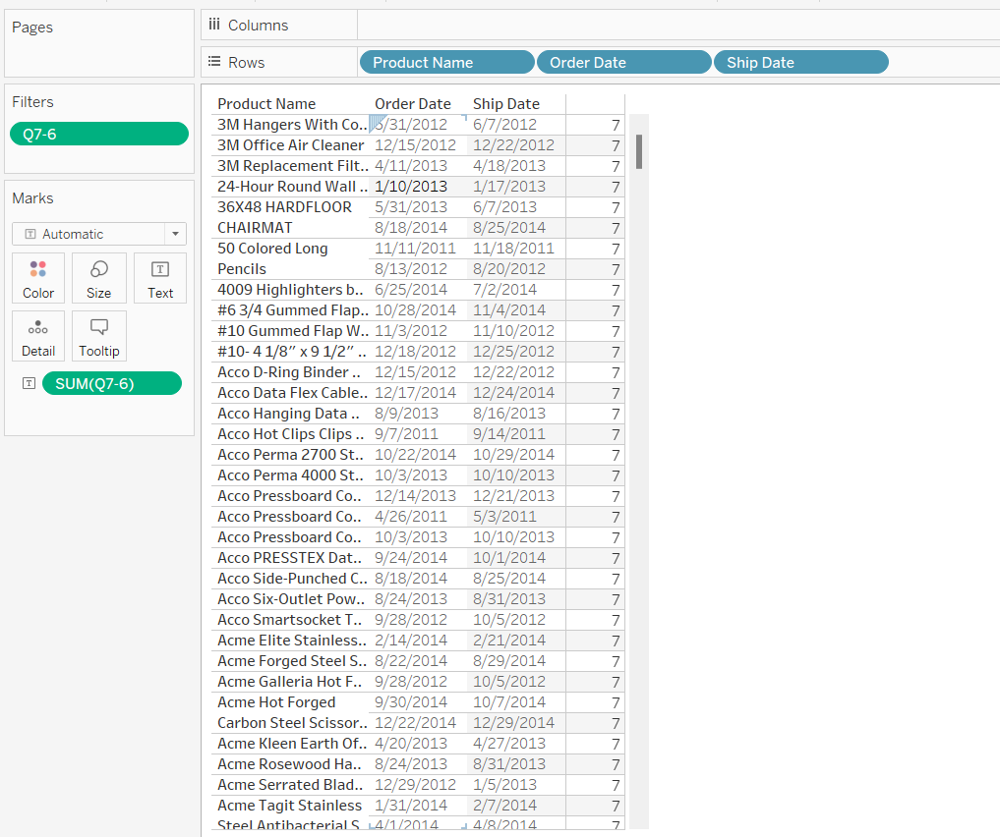 Pages
Filters
Q7-6
Marks
Automatic
Color Size Text
Detail Tooltip
SUM(Q7-6)
Columns
Rows Product Name Order Date Ship Date
Product Name Order Date Ship Date
3M Hangers With Co.. 5/31/2012 6/7/2012 7
3M Office Air Cleaner 12/15/2012 12/22/2012 7
3M Replacement Filt.. 4/11/2013 4/18/2013 7
24-Hour Round Wall .. 1/10/2013 1/17/2013 7
36X48 HARDFLOOR 5/31/2013 6/7/2013 7
CHAIRMAT 8/18/2014 8/25/2014 7
50 Colored Long 11/11/2011 11/18/2011 7
Pencils 8/13/2012 8/20/2012 7
4009 Highlighters b.. 6/25/2014 7/2/2014 7
#6 3/4 Gummed Flap.. 10/28/2014 11/4/2014 7
#10 Gummed Flap W.. 11/3/2012 11/10/2012 7
#10- 4 1/8″ x 9 1/2″ .. 12/18/2012 12/25/2012 7
Acco D-Ring Binder .. 12/15/2012 12/22/2012 7
Acco Data Flex Cable.. 12/17/2014 12/24/2014 7
Acco Hanging Data .. 8/9/2013 8/16/2013 7
Acco Hot Clips Clips .. 9/7/2011 9/14/2011 7
Acco Perma 2700 St.. 10/22/2014 10/29/2014 7
Acco Perma 4000 St.. 10/3/2013 10/10/2013 7
Acco Pressboard Co.. 12/14/2013 12/21/2013 7
Acco Pressboard Co.. 4/26/2011 5/3/2011 7
Acco Pressboard Co.. 10/3/2013 10/10/2013 7
Acco PRESSTEX Dat.. 9/24/2014 10/1/2014 7
Acco Side-Punched C.. 8/18/2014 8/25/2014 7
Acco Six-Outlet Pow.. 8/24/2013 8/31/2013 7
Acco Smartsocket T.. 9/28/2012 10/5/2012 7
Acme Elite Stainless.. 2/14/2014 2/21/2014 7
Acme Forged Steel S.. 8/22/2014 8/29/2014 7
Acme Galleria Hot F.. 9/28/2012 10/5/2012 7
Acme Hot Forged 9/30/2014 10/7/2014 7
Carbon Steel Scissor.. 12/22/2014 12/29/2014 7
Acme Kleen Earth Of.. 4/20/2013 4/27/2013 7
Acme Rosewood Ha.. 8/24/2013 8/31/2013 7
Acme Serrated Blad.. 12/29/2012 1/5/2013 7
Acme Tagit Stainless 1/31/2014 2/7/2014 7
Steel Antibacterial S.. 4/1/2014 4/8/2014 7